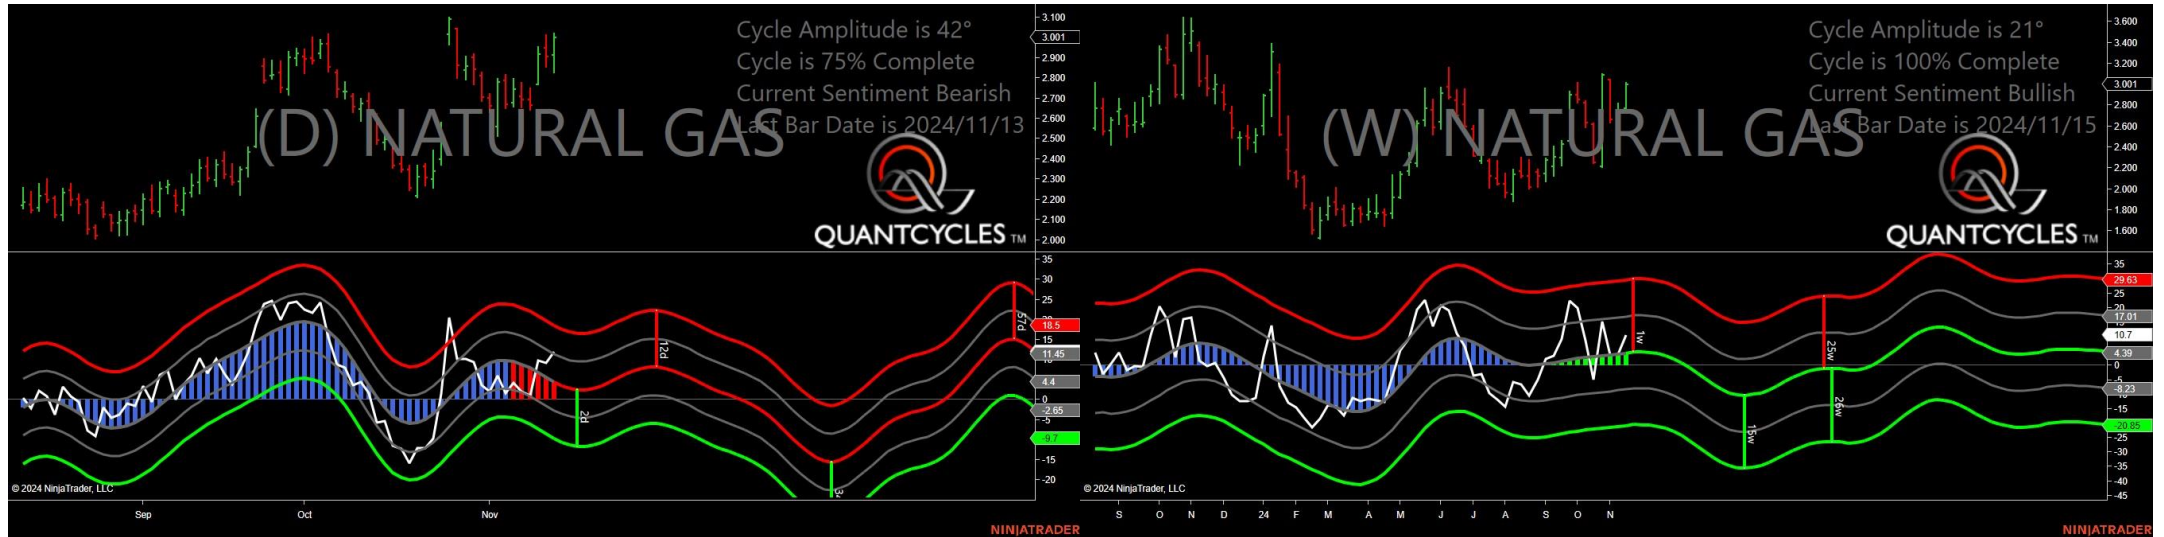 Cycle Amplitude is 42°
Cycle is 75% Complete
Current Sentiment Bearish
Last Bar Date is 2024/11/13
(D) NATURAL GAS
QUANTCYCLES TM
3.100
3.001
2.900
2.800
2.700
2.600
2.500
2.400
2.300
2.200
2.100
2.000
35
30
25
20
18.5
15
11.45
4.4
0
-2.65
-5
-9.7
-15
-20
2d
12d
57d
© 2024 NinjaTrader, LLC
Sep Oct Nov
NINJATRADER
Cycle Amplitude is 21°
Cycle is 100% Complete
Current Sentiment Bullish
Last Bar Date is 2024/11/15
(W) NATURAL GAS
QUANTCYCLES TM
3.600
3.400
3.200
3.001
2.800
2.600
2.400
2.200
2.000
1.800
1.600
35
29.63
25
17.01
15
10.7
4.39
0
-5
-8.23
-10
-15
-20.85
-25
-30
-35
-40
-45
1w
25w
15w
26w
© 2024 NinjaTrader, LLC
S O N D 24 F M A M J J A S O N
NINJATRADER